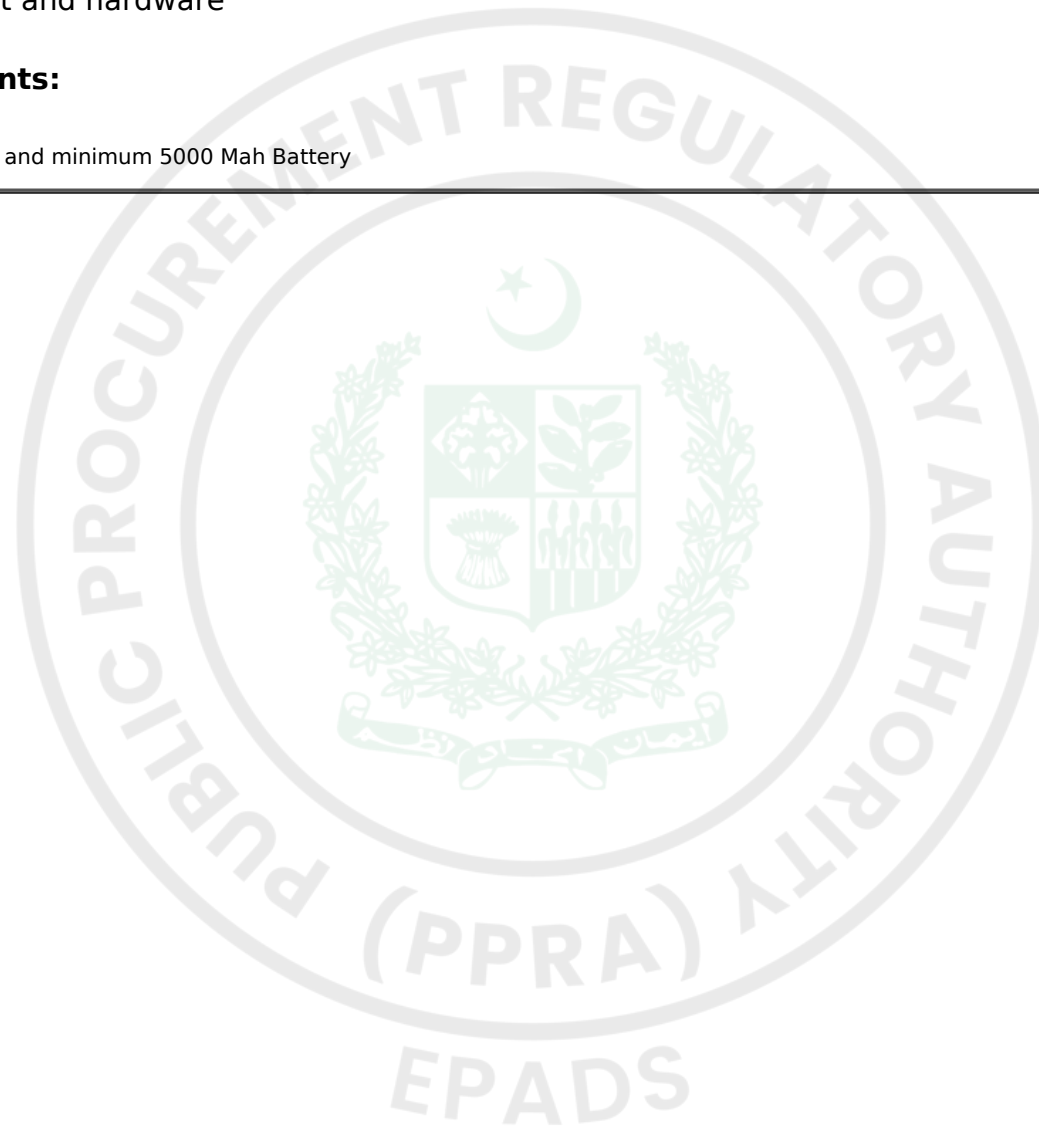 t and hardware
nts:
and minimum 5000 Mah Battery
PUBLIC PROCUREMENT REGULATORY AUTHORITY
(PPRA)
EPADS